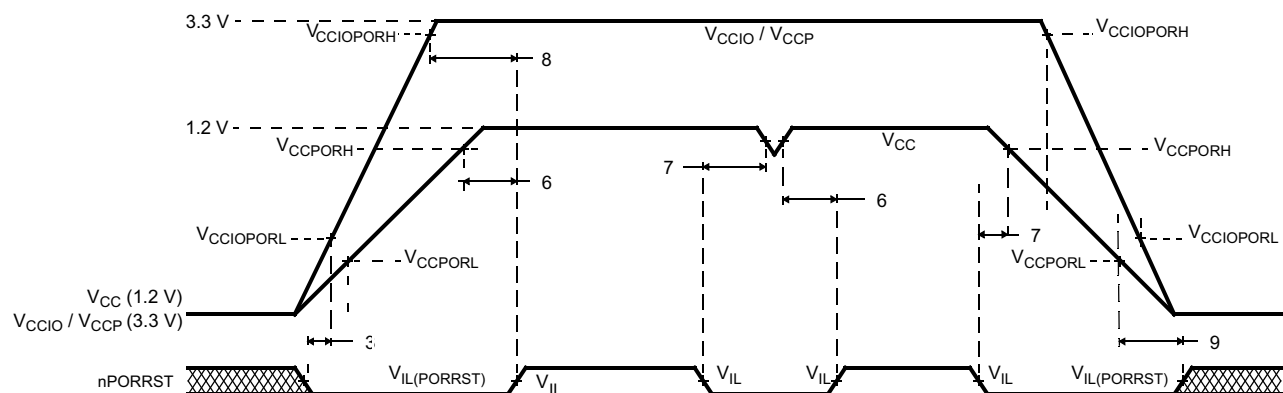 3.3 V
VCCIOPORH
VCCIO / VCCP
VCCIOPORH
8
1.2 V
VCCPORH
VCC
VCCPORH
7
6
6
VCCIOPORL
VCCPORL
7
VCCPORL
VCCIOPORL
VCC (1.2 V)
VCCIO / VCCP (3.3 V)
3
9
nPORRST
VIL(PORRST)
VIL
VIL
VIL
VIL
VIL(PORRST)